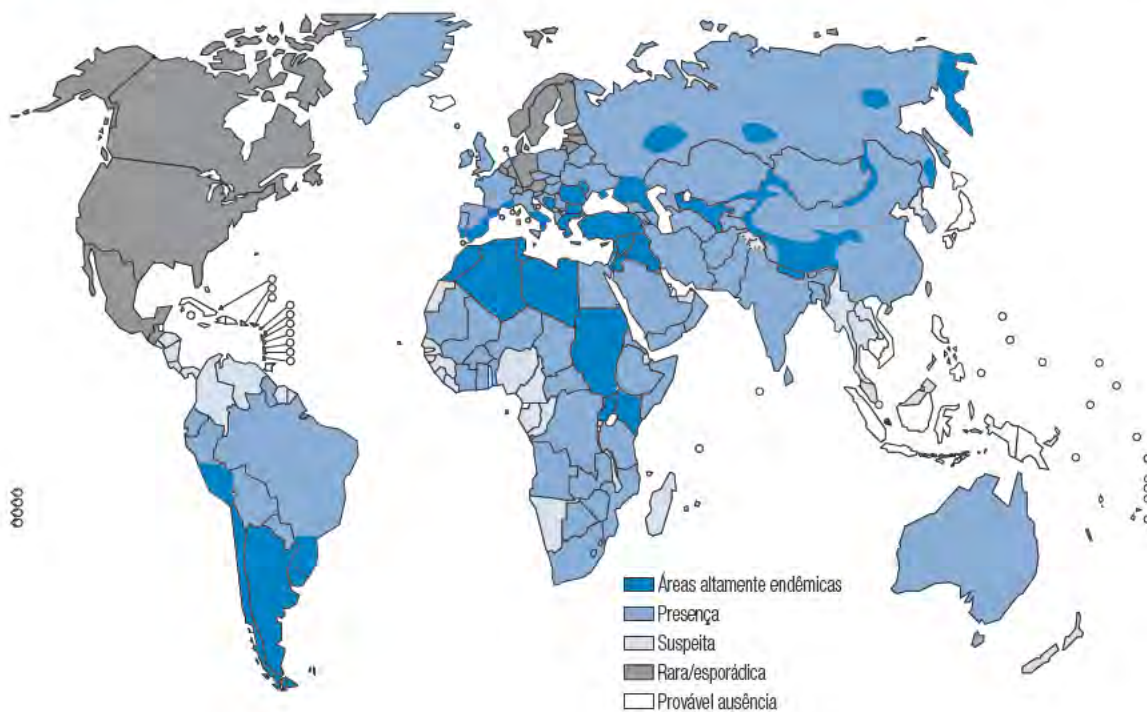 Áreas altamente endêmicas
Presença
Suspeita
Rara/esporádica
Provável ausência